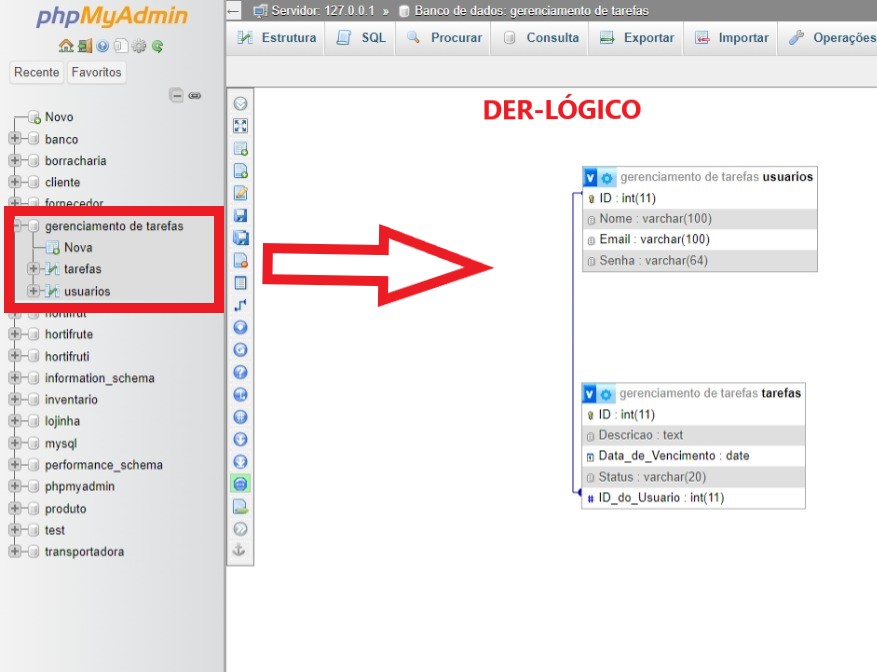 phpMyAdmin
Recente
Favoritos
Novo
banco
borracharia
cliente
fornecedor
gerenciamento de tarefas
Nova
tarefas
usuarios
hortifrut
hortifrute
hortifruti
information_schema
inventario
lojinha
mysql
performance_schema
phpmyadmin
produto
test
transportadora
Servidor: 127.0.0.1 » Banco de dados: gerenciamento de tarefas
Estrutura
SQL
Procurar
Consulta
Exportar
Importar
Operações
DER-LÓGICO
gerenciamento de tarefas usuarios
ID : int(11)
Nome : varchar(100)
Email : varchar(100)
Senha : varchar(64)
gerenciamento de tarefas tarefas
ID : int(11)
Descricao : text
Data_de_Vencimento : date
Status : varchar(20)
# ID_do_Usuario : int(11)